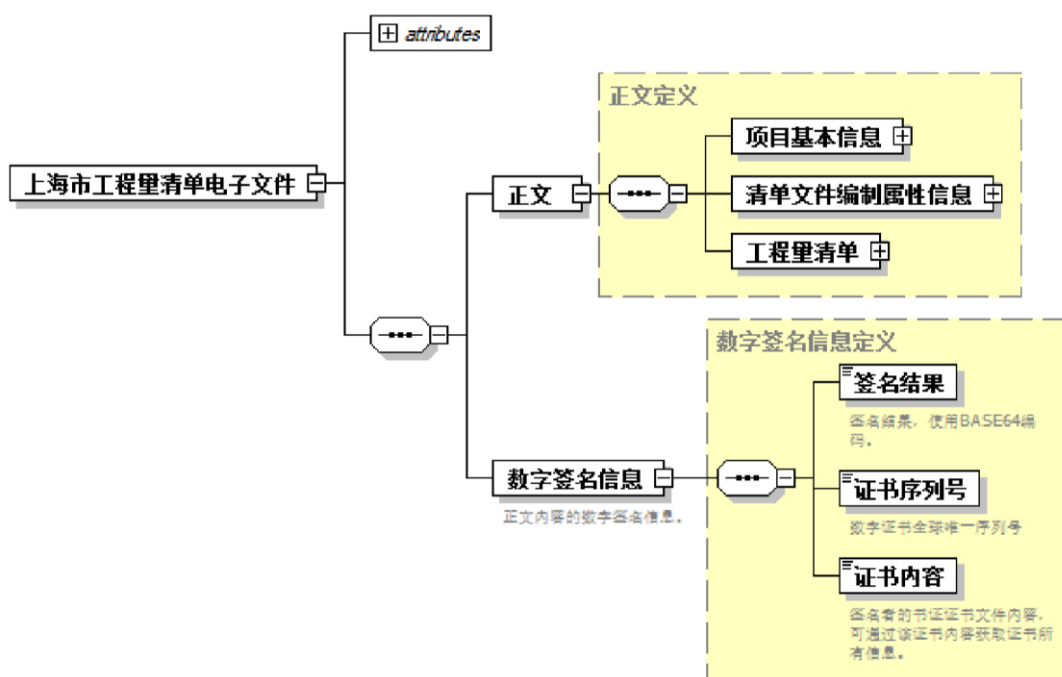 attributes
正文定义
项目基本信息
上海市工程量清单电子文件
正文
清单文件编制属性信息
工程量清单
数字签名信息定义
签名结果
签名结果，使用BASE64编
码。
数字签名信息
正文内容的数字签名信息。
证书序列号
数字证书全球唯一序列号
证书内容
签名者的书证证书文件内容，
可通过该证书内容获取证书所
有信息。